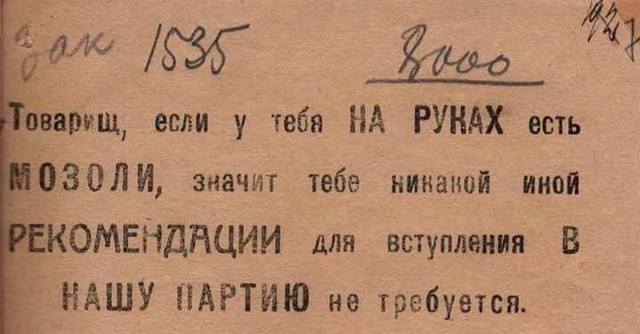 зак 1535 3000 1927
Товарищ, если у тебя НА РУКАХ есть
МОЗОЛИ, значит тебе никакой иной
РЕКОМЕНДАЦИИ для вступления В
НАШУ ПАРТИЮ не требуется.